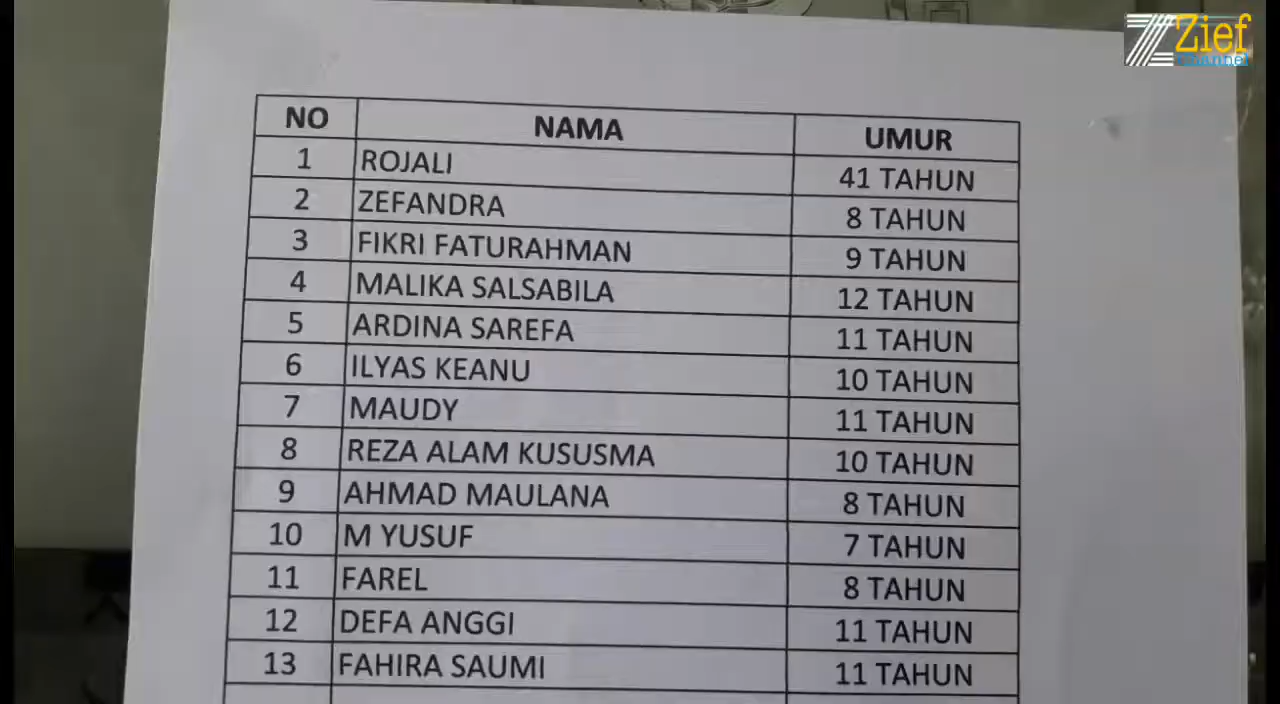 Zief
Channel
NO NAMA UMUR
1 ROJALI 41 TAHUN
2 ZEFANDRA 8 TAHUN
3 FIKRI FATURAHMAN 9 TAHUN
4 MALIKA SALSABILA 12 TAHUN
5 ARDINA SAREFA 11 TAHUN
6 ILYAS KEANU 10 TAHUN
7 MAUDY 11 TAHUN
8 REZA ALAM KUSUSMA 10 TAHUN
9 AHMAD MAULANA 8 TAHUN
10 M YUSUF 7 TAHUN
11 FAREL 8 TAHUN
12 DEFA ANGGI 11 TAHUN
13 FAHIRA SAUMI 11 TAHUN